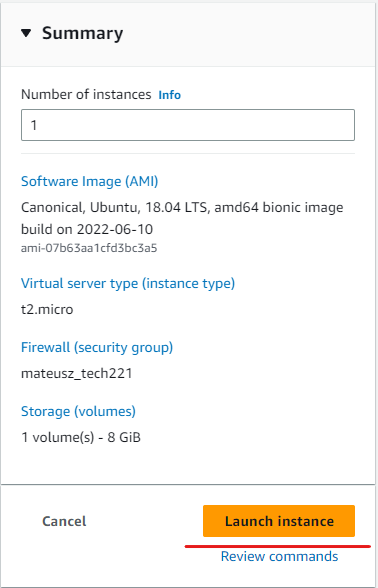 Summary
Number of instances Info
1
Software Image (AMI)
Canonical, Ubuntu, 18.04 LTS, amd64 bionic image
build on 2022-06-10
ami-07b63aa1cfd3bc3a5
Virtual server type (instance type)
t2.micro
Firewall (security group)
mateusz_tech221
Storage (volumes)
1 volume(s) - 8 GiB
Cancel Launch instance
Review commands